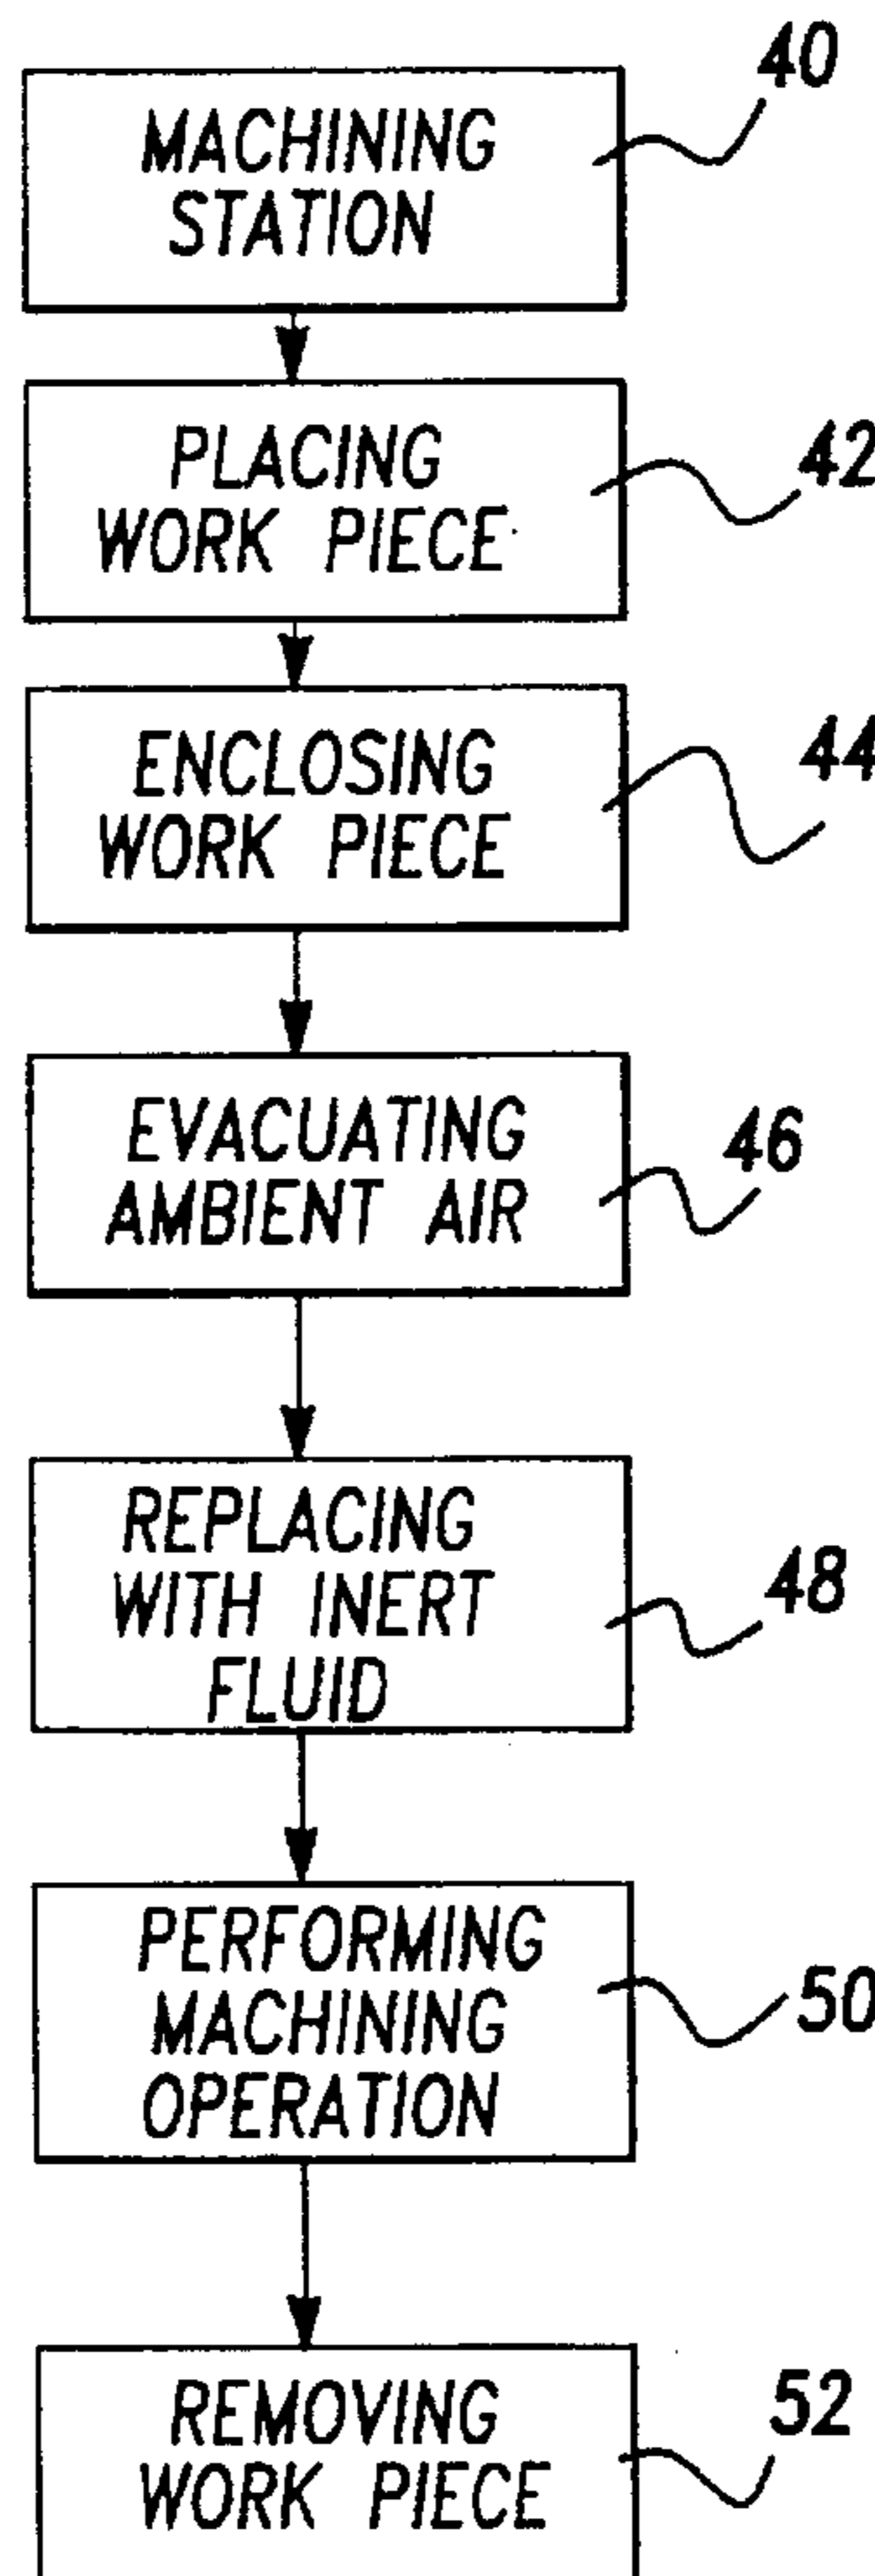 40
MACHINING
STATION
42
PLACING
WORK PIECE
44
ENCLOSING
WORK PIECE
46
EVACUATING
AMBIENT AIR
48
REPLACING
WITH INERT
FLUID
50
PERFORMING
MACHINING
OPERATION
52
REMOVING
WORK PIECE